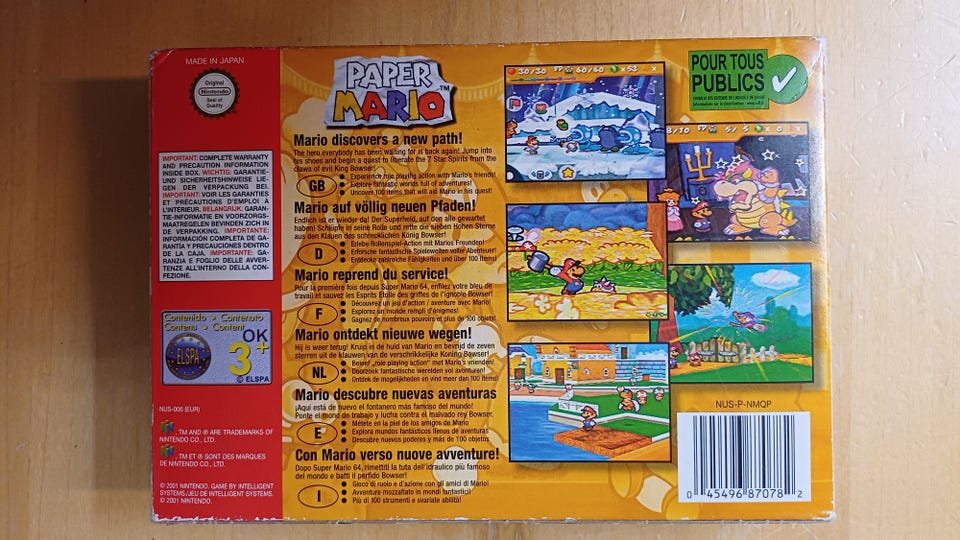 MADE IN JAPAN
Original
Nintendo
Seal of
Quality
IMPORTANT: COMPLETE WARRANTY
AND PRECAUTION INFORMATION
INSIDE BOX. WICHTIG: GARANTIE-
UND SICHERHEITSHINWEISE LIE-
GEN DER VERPACKUNG BEI.
IMPORTANT: VOIR LES GARANTIES
ET PRÉCAUTIONS D'EMPLOI À
L'INTÉRIEUR. BELANGRIJK: GARAN-
TIE-INFORMATION EN VOORZORGS-
MAATREGELEN BEVINDEN ZICH IN
DE VERPAKKING. IMPORTANTE:
INFORMACIÓN COMPLETA DE GA-
RANTÍA Y PRECAUCIONES DENTRO
DE LA CAJA. IMPORTANTE: GA-
RANZIA E FOGLIO DELLE AVVER-
TENZE ALL'INTERNO DELLA CON-
FEZIONE.
Contenido • Contenuto
Contenu • Content
ELSPA
OK
3+
© ELSPA
NUS-006 (EUR)
, TM AND ® ARE TRADEMARKS OF
NINTENDO CO., LTD.
, TM ET ® SONT DES MARQUES
DE NINTENDO CO., LTD.
© 2001 NINTENDO. GAME BY INTELLIGENT
SYSTEMS./JEU DE INTELLIGENT SYSTEMS.
© 2001 NINTENDO.
PAPER
MARIO™
Mario discovers a new path!
The hero everybody has been waiting for is back again! Jump into
his shoes and begin a quest to liberate the 7 Star Spirits from the
claws of evil King Bowser!
GB
● Experience role playing action with Mario's friends!
● Explore fantastic worlds full of adventures!
● Uncover 100 items that will aid Mario in his quest!
Mario auf völlig neuen Pfaden!
Endlich ist er wieder da! Der Superheld, auf den alle gewartet
haben! Schlüpfe in seine Rolle und rette die sieben Hohen Sterne
aus den Klauen des schrecklichen König Bowser!
D
● Erlebe Rollenspiel-Action mit Marios Freunden!
● Erforsche fantastische Spielewelten voller Abenteuer!
● Entdecke zahlreiche Fähigkeiten und über 100 Items!
Mario reprend du service!
Pour la première fois depuis Super Mario 64, enfilez votre bleu de
travail et sauvez les Esprits Étoile des griffes de l'ignoble Bowser!
F
● Découvrez un jeu d'action / aventure avec Mario!
● Explorez un monde rempli d'énigmes!
● Gagnez de nombreux pouvoirs et plus de 100 objets!
Mario ontdekt nieuwe wegen!
Hij is weer terug! Kruip in de huid van Mario en bevrijd de zeven
sterren uit de klauwen van de verschrikkelijke Koning Bowser!
NL
● Beleef "role playing action" met Mario's vrienden!
● Doorzoek fantastische werelden vol avonturen!
● Ontdek de mogelijkheden en vind meer dan 100 items!
Mario descubre nuevas aventuras
¡Aquí está de nuevo el fontanero más famoso del mundo!
Ponte el mono de trabajo y lucha contra el malvado rey Bowser.
E
● Métete en la piel de los amigos de Mario
● Explora mundos fantásticos llenos de aventuras
● Descubre nuevos poderes y más de 100 objetos
Con Mario verso nuove avventure!
Dopo Super Mario 64, rimettiti la tuta dell'idraulico più famoso
del mondo e batti il perfido Bowser!
I
● Gioco di ruolo e d'azione con gli amici di Mario!
● Avventure mozzafiato in mondi fantastici!
● Più di 100 strumenti e svariate abilità!
30/30 60/60 ×53
8/10 5/5 ×0
POUR TOUS
PUBLICS
NUS-P-NMQP
0 45496 87078 2